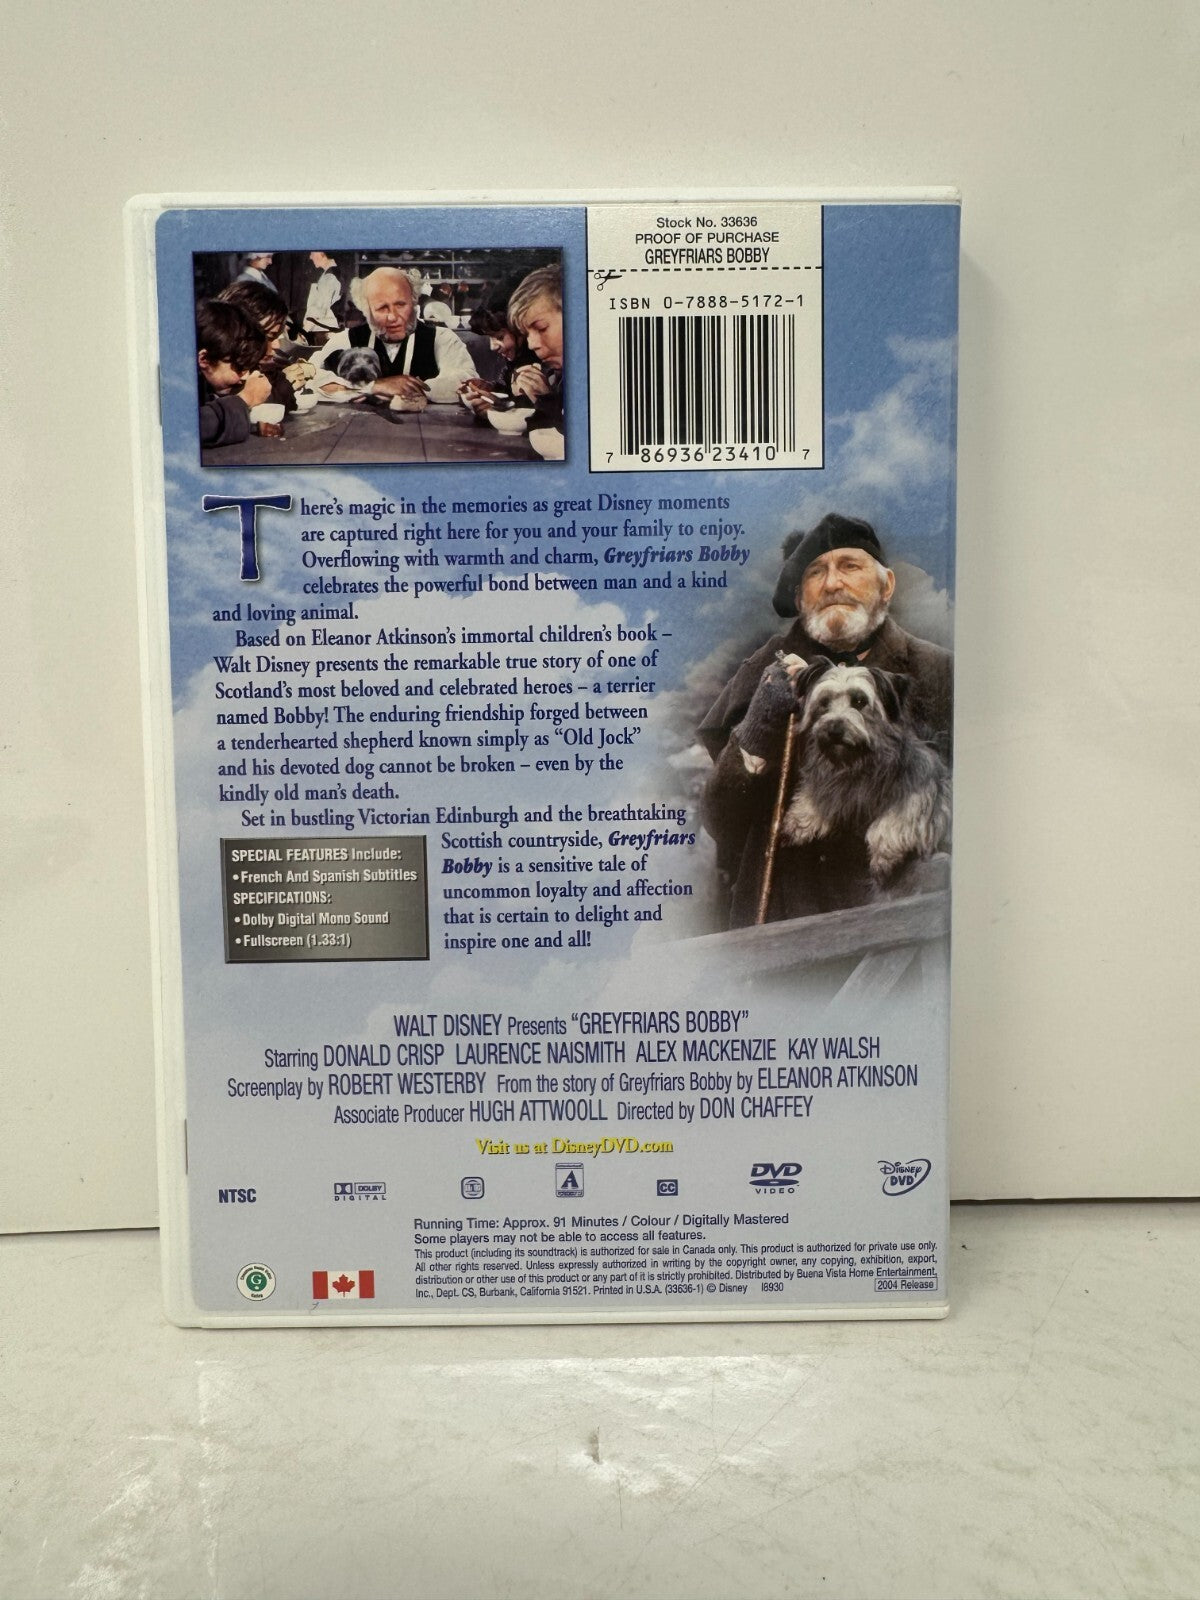 Stock No. 33636
PROOF OF PURCHASE
GREYFRIARS BOBBY
ISBN 0-7888-5172-1
7 86936 23410 7
There's magic in the memories as great Disney moments
are captured right here for you and your family to enjoy.
Overflowing with warmth and charm, Greyfriars Bobby
celebrates the powerful bond between man and a kind
and loving animal.
Based on Eleanor Atkinson's immortal children's book –
Walt Disney presents the remarkable true story of one of
Scotland's most beloved and celebrated heroes – a terrier
named Bobby! The enduring friendship forged between
a tenderhearted shepherd known simply as "Old Jock"
and his devoted dog cannot be broken – even by the
kindly old man's death.
Set in bustling Victorian Edinburgh and the breathtaking
Scottish countryside, Greyfriars
Bobby is a sensitive tale of
uncommon loyalty and affection
that is certain to delight and
inspire one and all!
SPECIAL FEATURES Include:
• French And Spanish Subtitles
SPECIFICATIONS:
• Dolby Digital Mono Sound
• Fullscreen (1.33:1)
WALT DISNEY Presents "GREYFRIARS BOBBY"
Starring DONALD CRISP LAURENCE NAISMITH ALEX MACKENZIE KAY WALSH
Screenplay by ROBERT WESTERBY From the story of Greyfriars Bobby by ELEANOR ATKINSON
Associate Producer HUGH ATTWOOLL Directed by DON CHAFFEY
Visit us at DisneyDVD.com
NTSC
DOLBY
DIGITAL
1
A
CC
DVD
VIDEO
Disney
DVD
Running Time: Approx. 91 Minutes / Colour / Digitally Mastered
Some players may not be able to access all features.
This product (including its soundtrack) is authorized for sale in Canada only. This product is authorized for private use only.
All other rights reserved. Unless expressly authorized in writing by the copyright owner, any copying, exhibition, export,
distribution or other use of this product or any part of it is strictly prohibited. Distributed by Buena Vista Home Entertainment,
Inc., Dept. CS, Burbank, California 91521. Printed in U.S.A. (33636-1) © Disney I8930
2004 Release
G